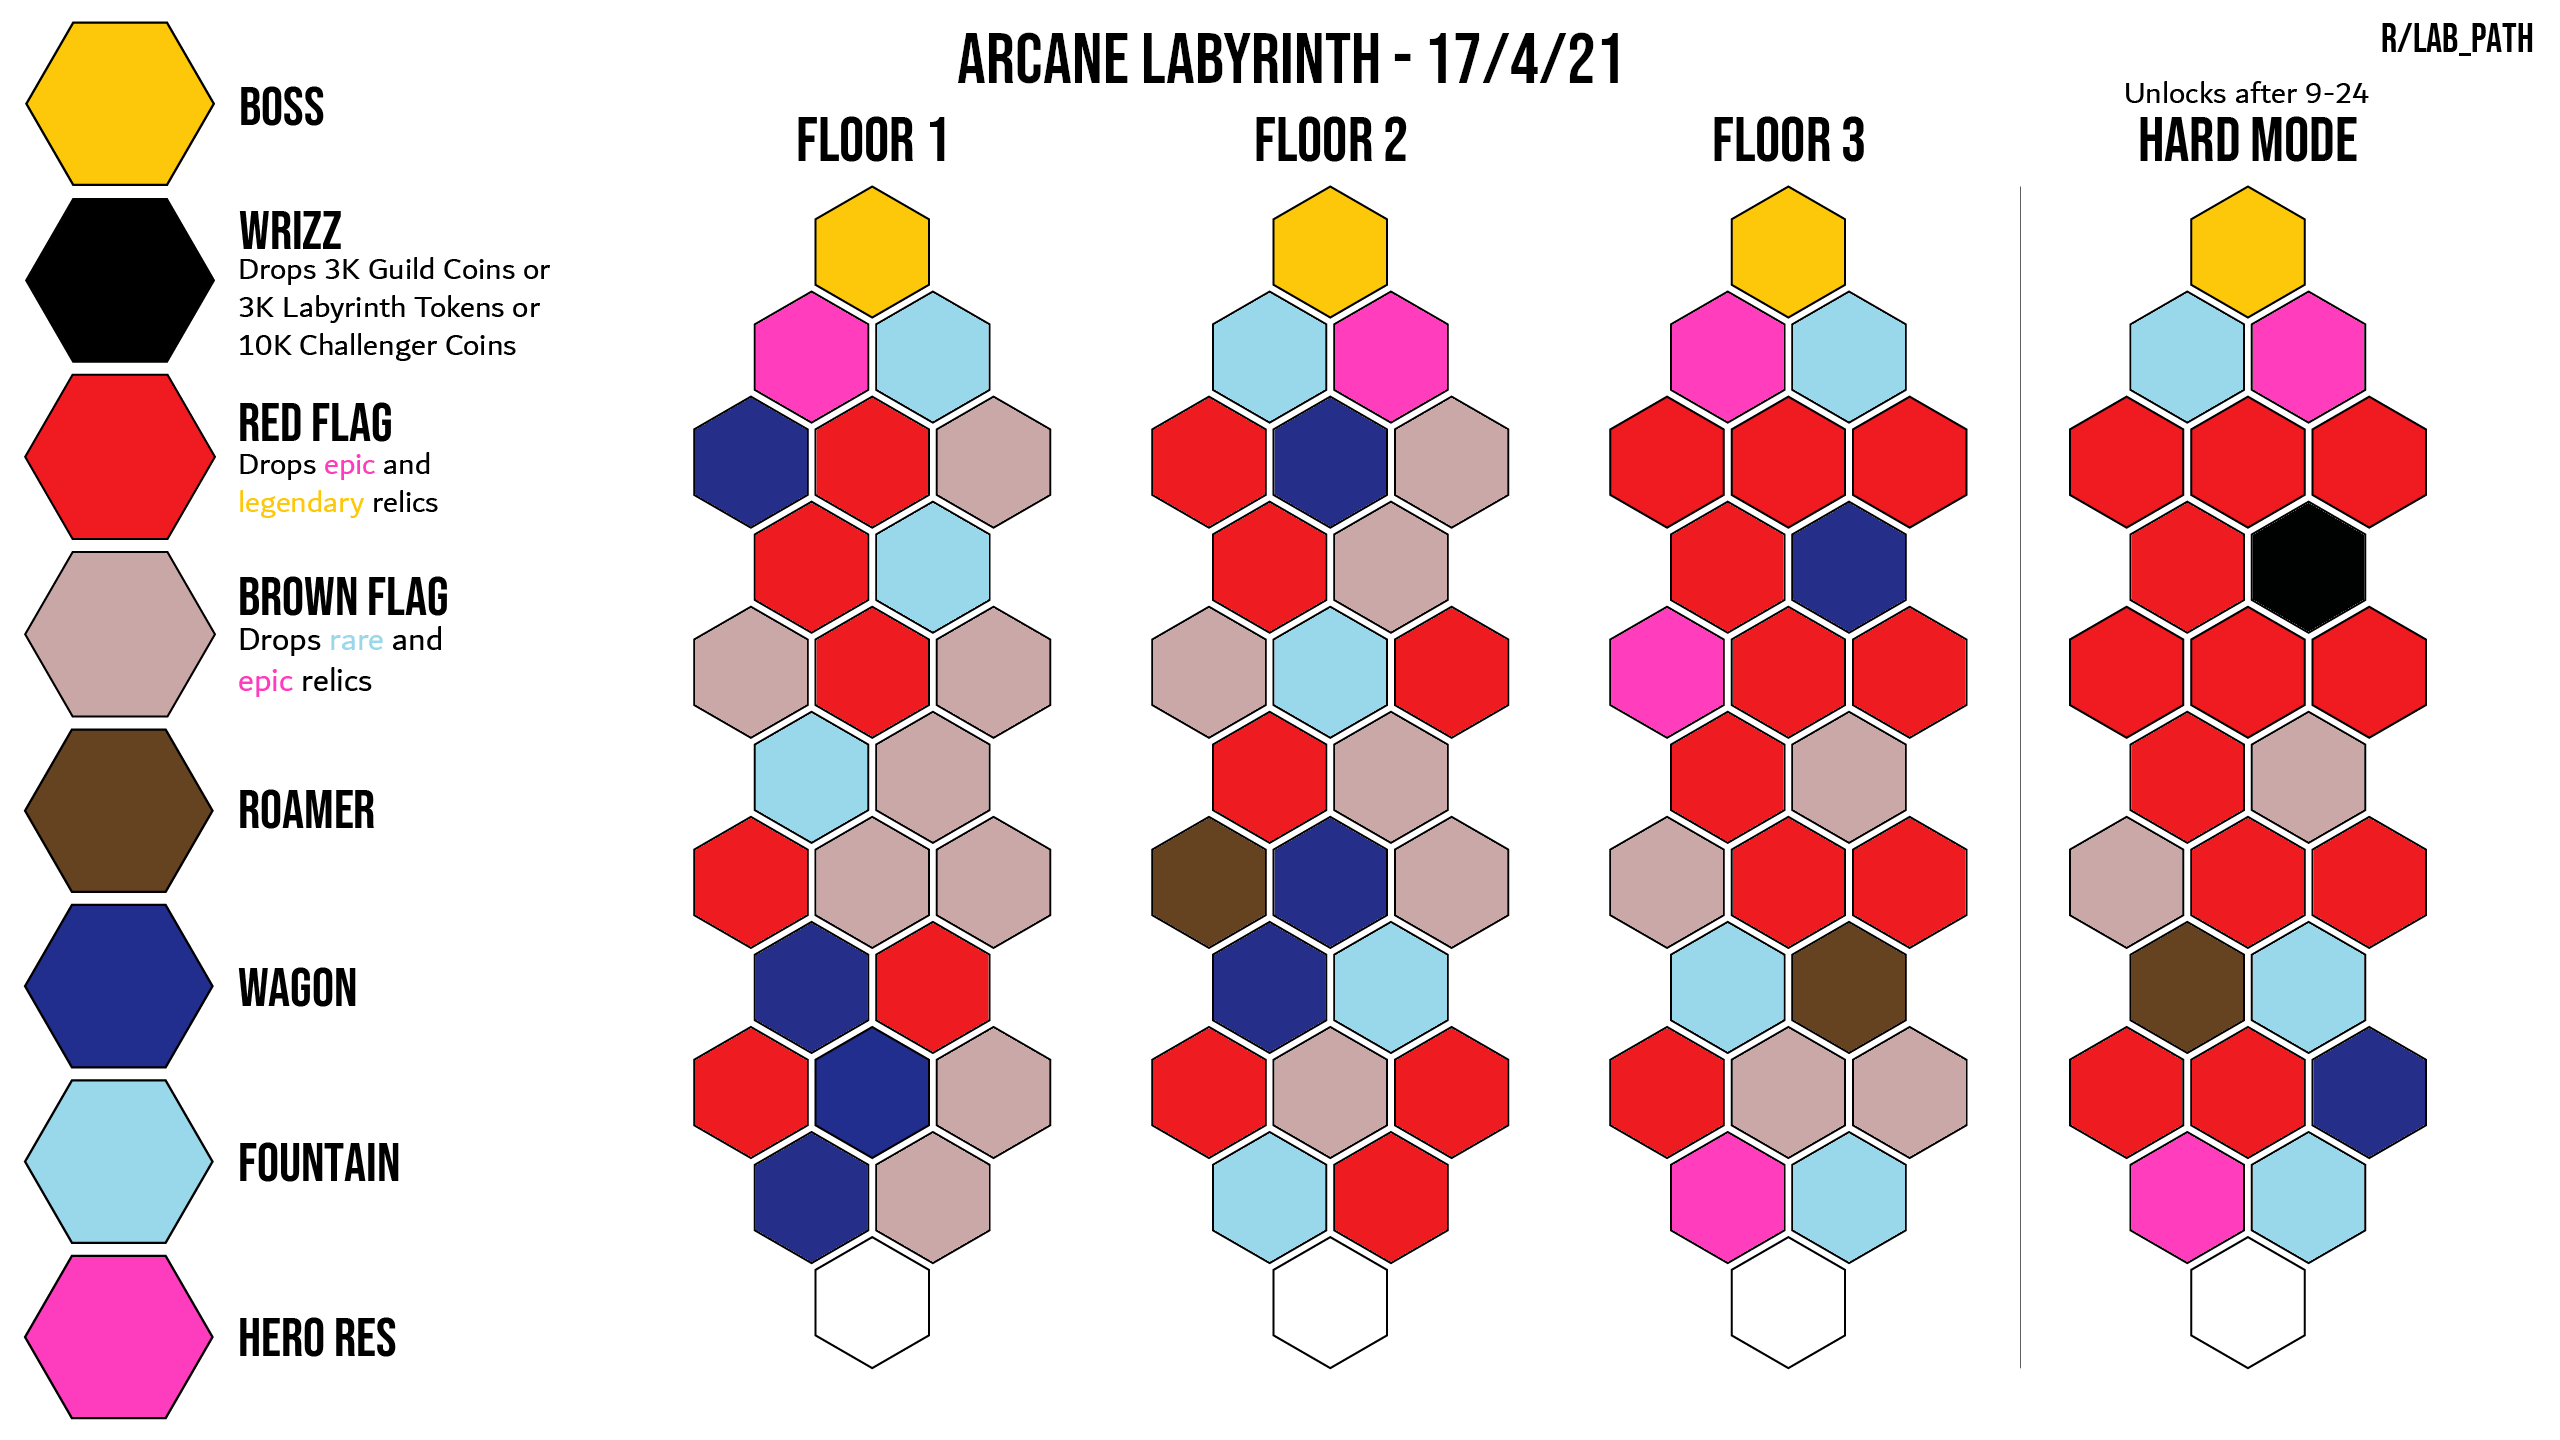 ARCANE LABYRINTH - 17/4/21
R/LAB_PATH
BOSS
WRIZZ
Drops 3K Guild Coins or
3K Labyrinth Tokens or
10K Challenger Coins
RED FLAG
Drops epic and
legendary relics
BROWN FLAG
Drops rare and
epic relics
ROAMER
WAGON
FOUNTAIN
HERO RES
FLOOR 1
FLOOR 2
FLOOR 3
Unlocks after 9-24
HARD MODE